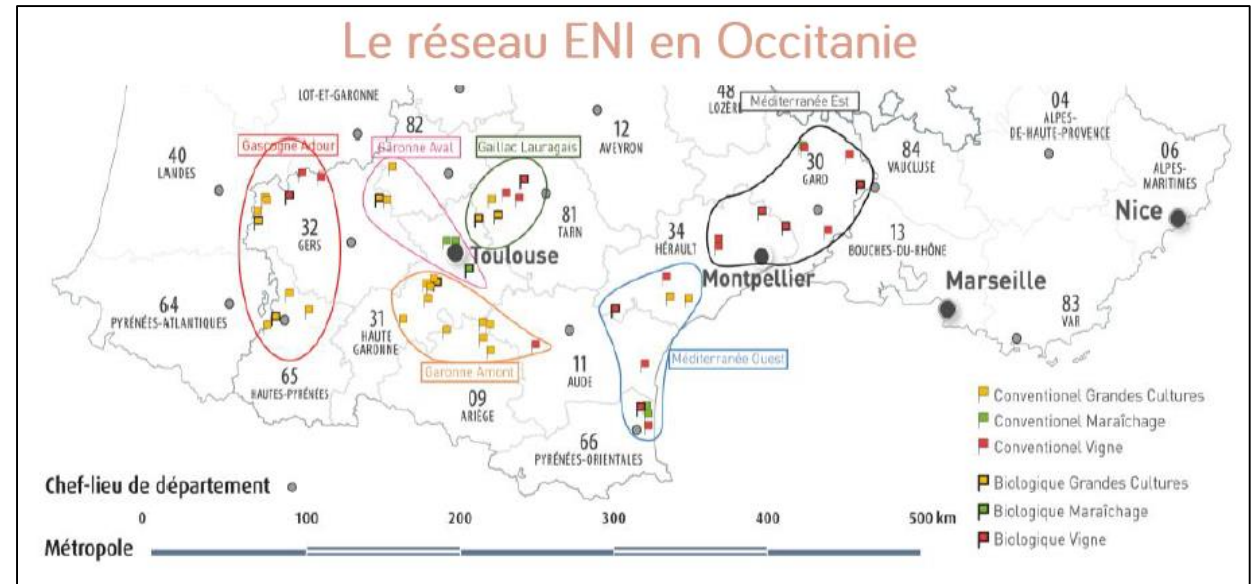 Le réseau ENI en Occitanie
LOT-ET-GARONNE
48
LOZÈRE
Méditerranée Est
04
ALPES-
DE-HAUTE-PROVENCE
82
12
AVEYRON
Gascogne Adour
Garonne Aval
Gaillac Lauragais
40
LANDES
30
GARD
84
VAUCLUSE
06
ALPES-
MARITIMES
Nice
32
GERS
81
TARN
34
HÉRAULT
13
BOUCHES-DU-RHÔNE
Toulouse
Montpellier
Marseille
64
PYRÉNÉES-ATLANTIQUES
31
HAUTE
GARONNE
83
VAR
11
AUDE
Méditerranée Ouest
65
HAUTES-PYRÉNÉES
Garonne Amont
09
ARIÈGE
66
PYRÉNÉES-ORIENTALES
Conventionel Grandes Cultures
Conventionel Maraîchage
Conventionel Vigne
Biologique Grandes Cultures
Biologique Maraîchage
Biologique Vigne
Chef-lieu de département
0 100 200 300 400 500 km
Métropole